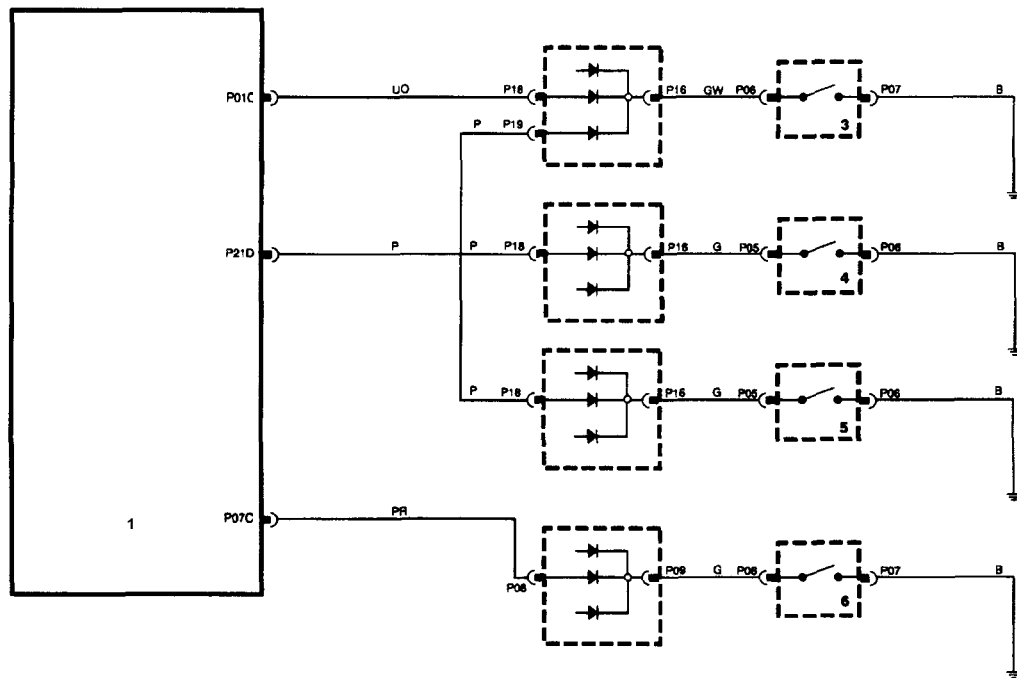 P01C UO P18 P16 GW P06 P07 B
P P19
3
P21D P P P18 P16 G P05 P06 B
4
P P18 P16 G P05 P06 B
5
1 P07C PR
P08 P09 G P06 P07 B
6